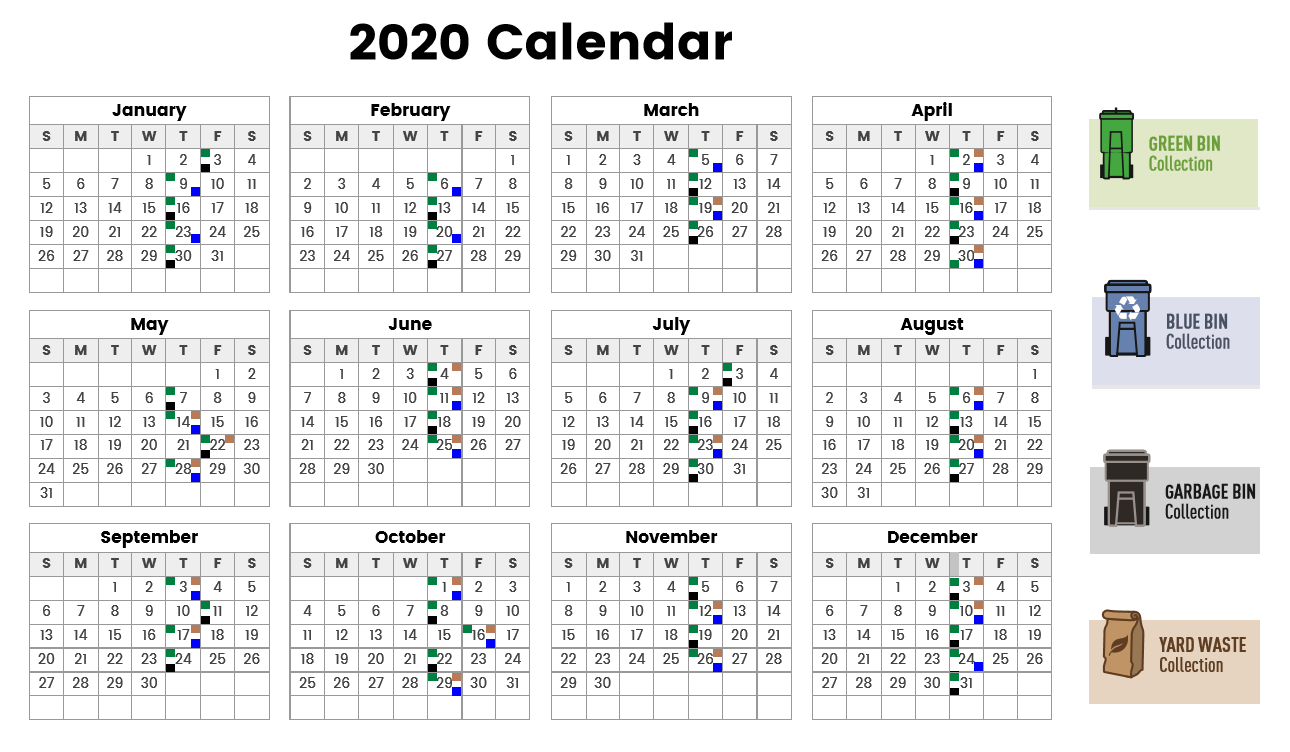 2020 Calendar
January February March April
S M T W T F S S M T W T F S S M T W T F S S M T W T F S
1 2 3 4 1 1 2 3 4 5 6 7 1 2 3 4
5 6 7 8 9 10 11 2 3 4 5 6 7 8 8 9 10 11 12 13 14 5 6 7 8 9 10 11
12 13 14 15 16 17 18 9 10 11 12 13 14 15 15 16 17 18 19 20 21 12 13 14 15 16 17 18
19 20 21 22 23 24 25 16 17 18 19 20 21 22 22 23 24 25 26 27 28 19 20 21 22 23 24 25
26 27 28 29 30 31 23 24 25 26 27 28 29 29 30 31 26 27 28 29 30
May June July August
S M T W T F S S M T W T F S S M T W T F S S M T W T F S
1 2 1 2 3 4 5 6 1 2 3 4 1
3 4 5 6 7 8 9 7 8 9 10 11 12 13 5 6 7 8 9 10 11 2 3 4 5 6 7 8
10 11 12 13 14 15 16 14 15 16 17 18 19 20 12 13 14 15 16 17 18 9 10 11 12 13 14 15
17 18 19 20 21 22 23 21 22 23 24 25 26 27 19 20 21 22 23 24 25 16 17 18 19 20 21 22
24 25 26 27 28 29 30 28 29 30 26 27 28 29 30 31 23 24 25 26 27 28 29
31 30 31
September October November December
S M T W T F S S M T W T F S S M T W T F S S M T W T F S
1 2 3 4 5 1 2 3 1 2 3 4 5 6 7 1 2 3 4 5
6 7 8 9 10 11 12 4 5 6 7 8 9 10 8 9 10 11 12 13 14 6 7 8 9 10 11 12
13 14 15 16 17 18 19 11 12 13 14 15 16 17 15 16 17 18 19 20 21 13 14 15 16 17 18 19
20 21 22 23 24 25 26 18 19 20 21 22 23 24 22 23 24 25 26 27 28 20 21 22 23 24 25 26
27 28 29 30 25 26 27 28 29 30 31 29 30 27 28 29 30 31
GREEN BIN
Collection
BLUE BIN
Collection
GARBAGE BIN
Collection
YARD WASTE
Collection